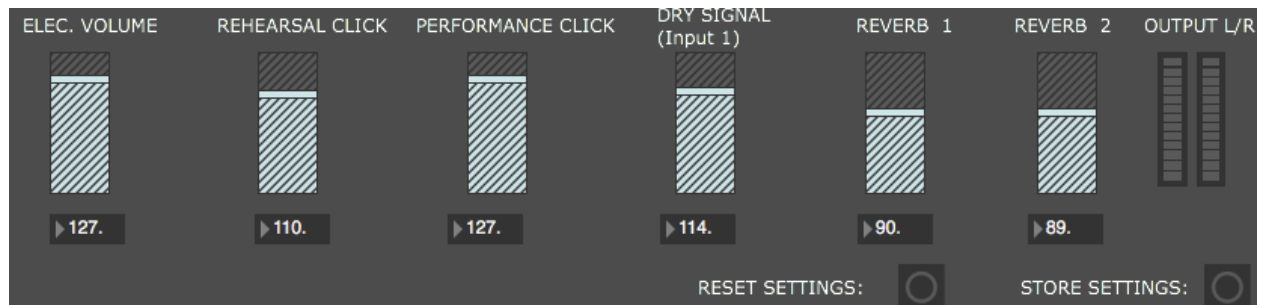 ELEC. VOLUME
REHEARSAL CLICK
PERFORMANCE CLICK
DRY SIGNAL
(Input 1)
REVERB 1
REVERB 2
OUTPUT L/R
127.
110.
127.
114.
90.
89.
RESET SETTINGS:
STORE SETTINGS: